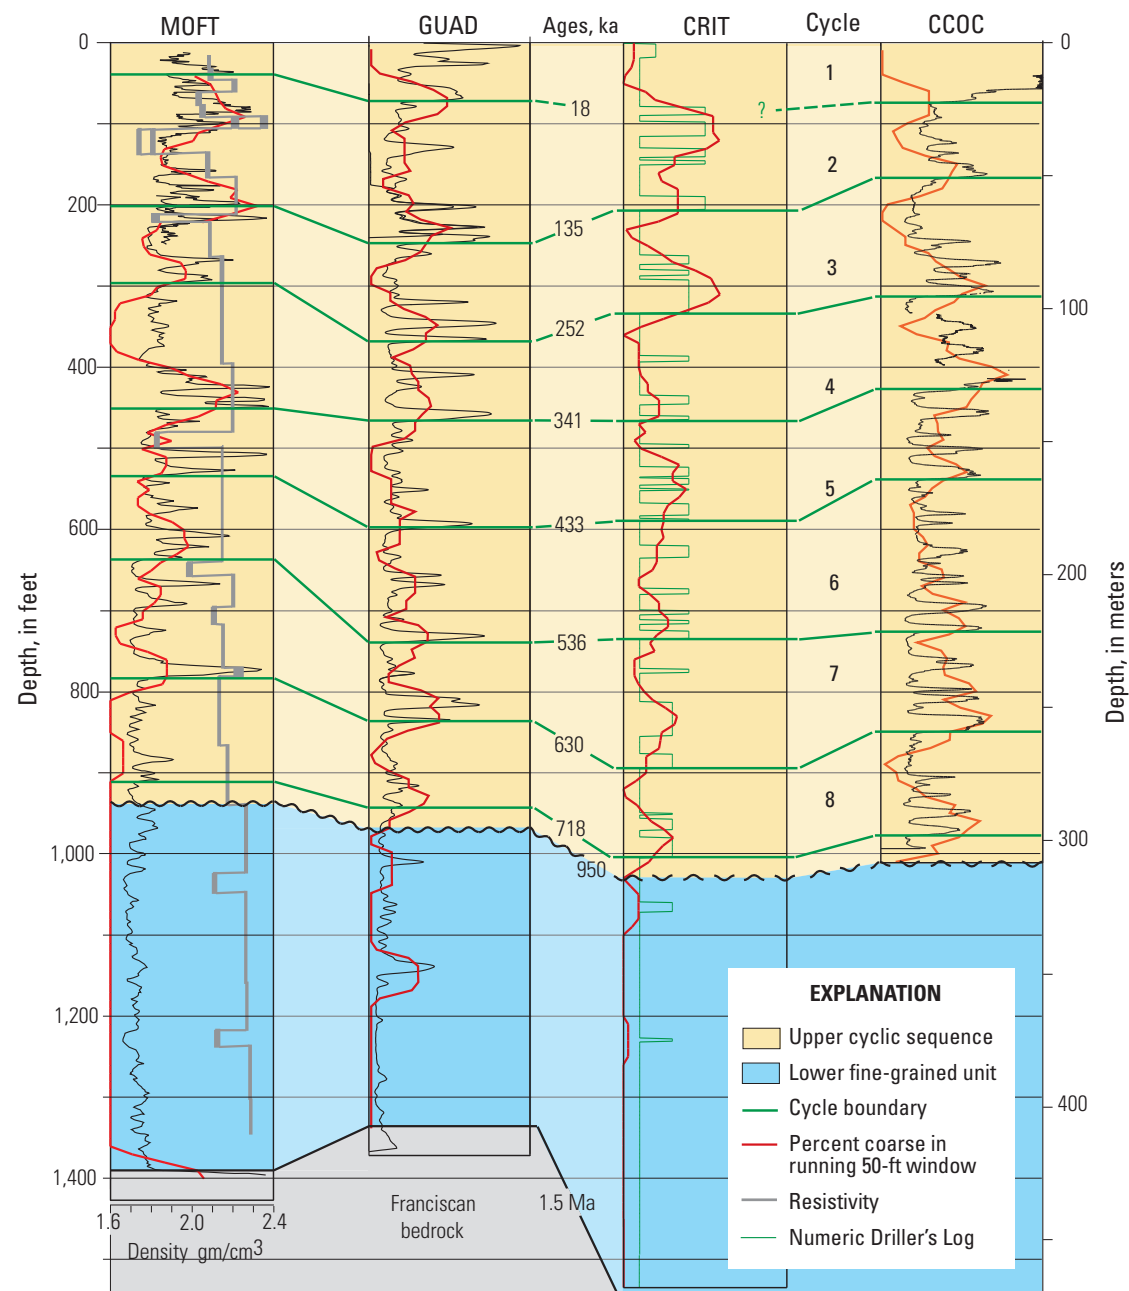 MOFT GUAD Ages, ka CRIT Cycle CCOC
0 0
1
18 ?
2
200
135
3
252 100
400
4
341
5
433
600
200
6
536
7
800
630
8
718
300
1,000
950
1,200
400
1,400
1.5 Ma
Franciscan
bedrock
1.6 2.0 2.4
Density gm/cm3
Depth, in feet
Depth, in meters
EXPLANATION
Upper cyclic sequence
Lower fine-grained unit
Cycle boundary
Percent coarse in
running 50-ft window
Resistivity
Numeric Driller's Log